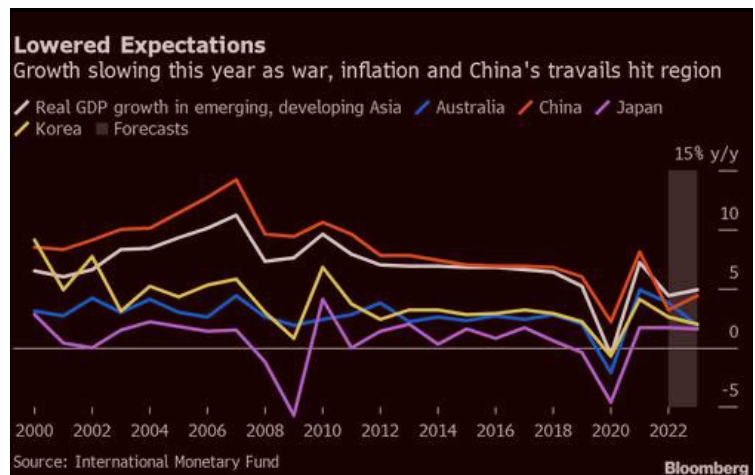 Lowered Expectations
Growth slowing this year as war, inflation and China's travails hit region
Real GDP growth in emerging, developing Asia Australia China Japan
Korea Forecasts
15% y/y
10
5
0
-5
2000 2002 2004 2006 2008 2010 2012 2014 2016 2018 2020 2022
Source: International Monetary Fund
Bloomberg